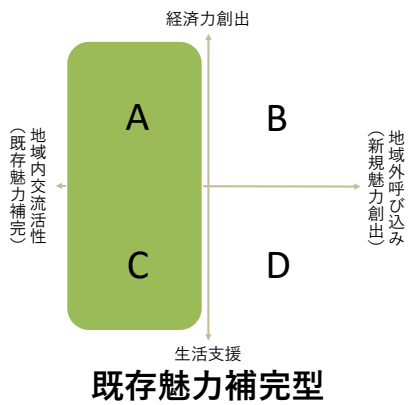 経済力創出
A
B
地域内交流活性
（既存魅力補完）
地域外呼び込み
（新規魅力創出）
C
D
生活支援
既存魅力補完型